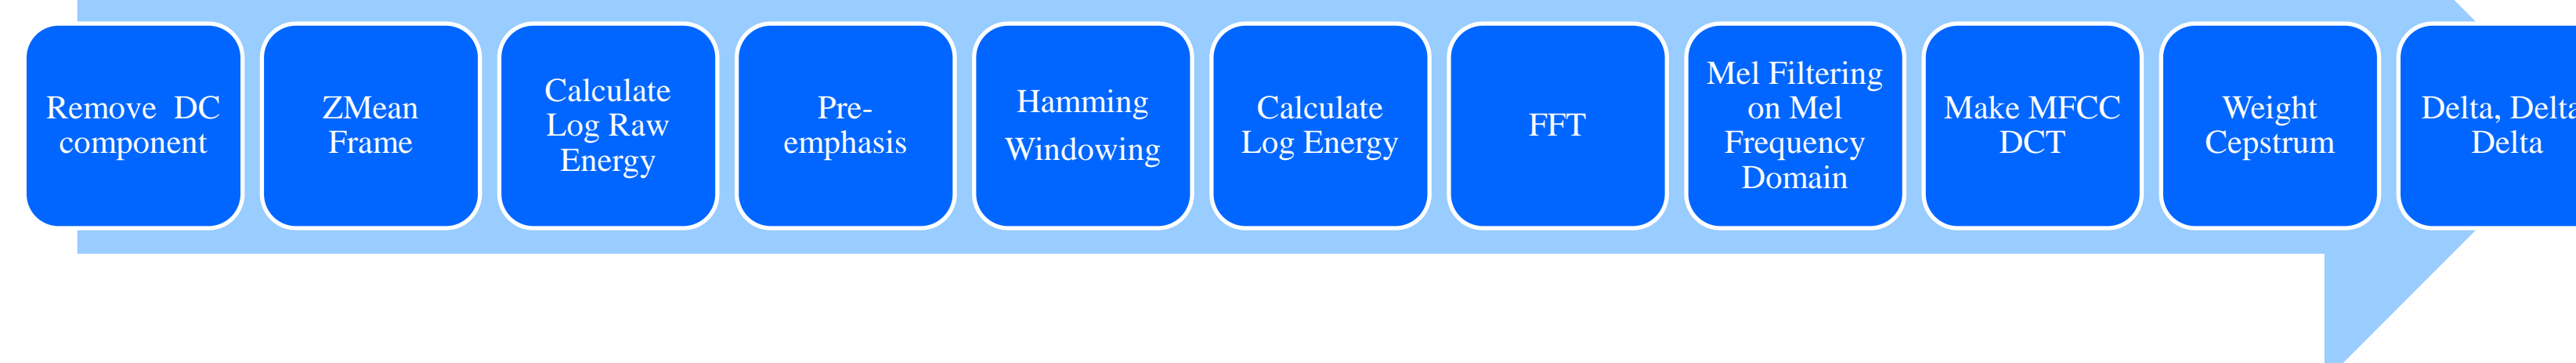 Remove  DC
component
ZMean
Frame
Calculate
Log Raw
Energy
Pre-
emphasis
Hamming
Windowing
Calculate
Log Energy
FFT
Mel Filtering
on Mel
Frequency
Domain
Make MFCC
DCT
Weight
Cepstrum
Delta, Delta
Delta